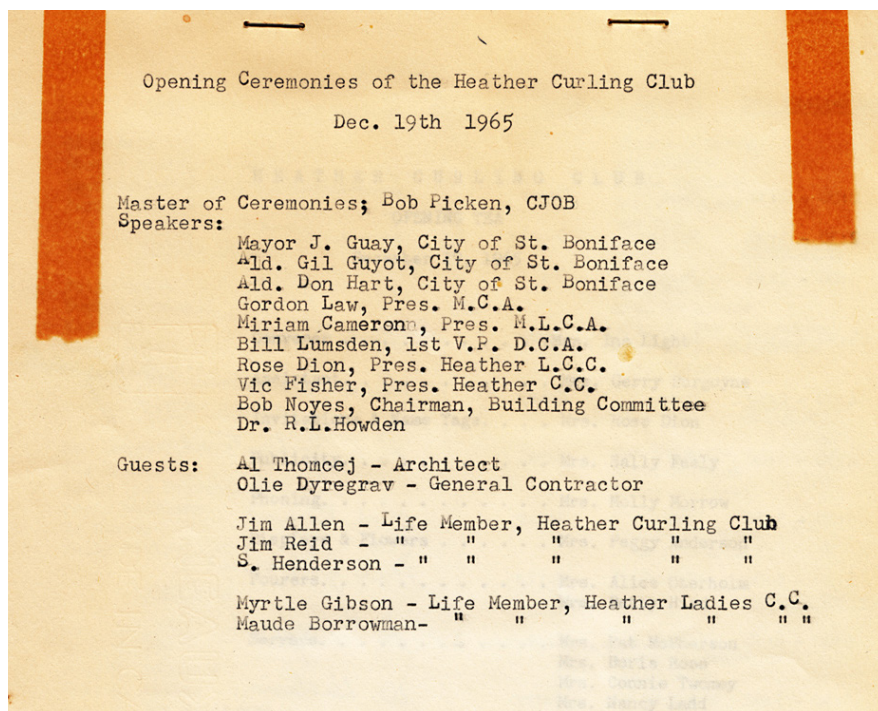 Opening Ceremonies of the Heather Curling Club
Dec. 19th 1965
Master of Ceremonies; Bob Picken, CJOB
Speakers:
Mayor J. Guay, City of St. Boniface
Ald. Gil Guyot, City of St. Boniface
Ald. Don Hart, City of St. Boniface
Gordon Law, Pres. M.C.A.
Miriam Cameronn, Pres. M.L.C.A.
Bill Lumsden, 1st V.P. D.C.A.
Rose Dion, Pres. Heather L.C.C.
Vic Fisher, Pres. Heather C.C.
Bob Noyes, Chairman, Building Committee
Dr. R.L.Howden
Guests: Al Thomcej - Architect
Olie Dyregrav - General Contractor
Jim Allen - Life Member, Heather Curling Club
Jim Reid - " " " " "
S. Henderson - " " " " "
Myrtle Gibson - Life Member, Heather Ladies C.C.
Maude Borrowman- " " " " " "